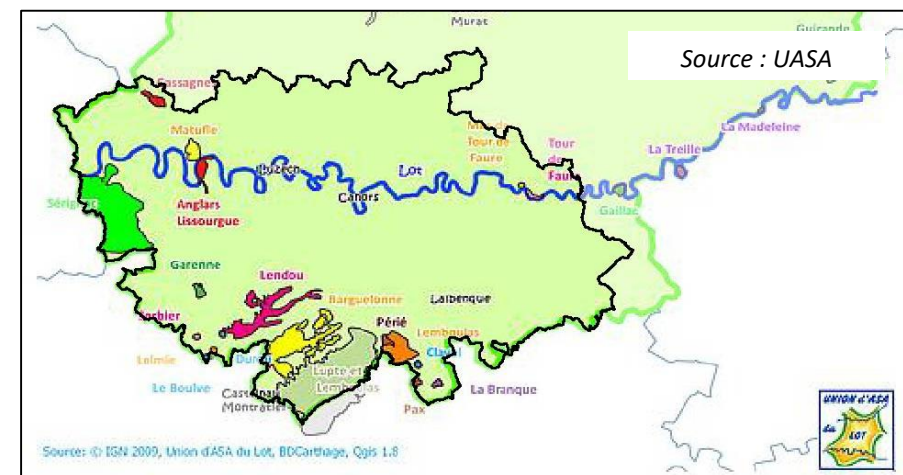 Murat
Guirande
Source : UASA
Cassagne
Matufle
La Madeleine
Tour de
Faure
Tour
de
Faure
La Treille
Luzech
Lot
Cahors
Sérignac
Anglars
Lissourgue
Gaillac
Garenne
Lendou
Barguelonne
Lalbenque
Périé
Lemboulas
Lolmie
Lupte et
Lemboulas
Le Boulve
La Branque
Montratier
Pax
UNION d'ASA
du
LOT
Source: © IGN 2009, Union d'ASA du Lot, BDCarthage, Qgis 1.8